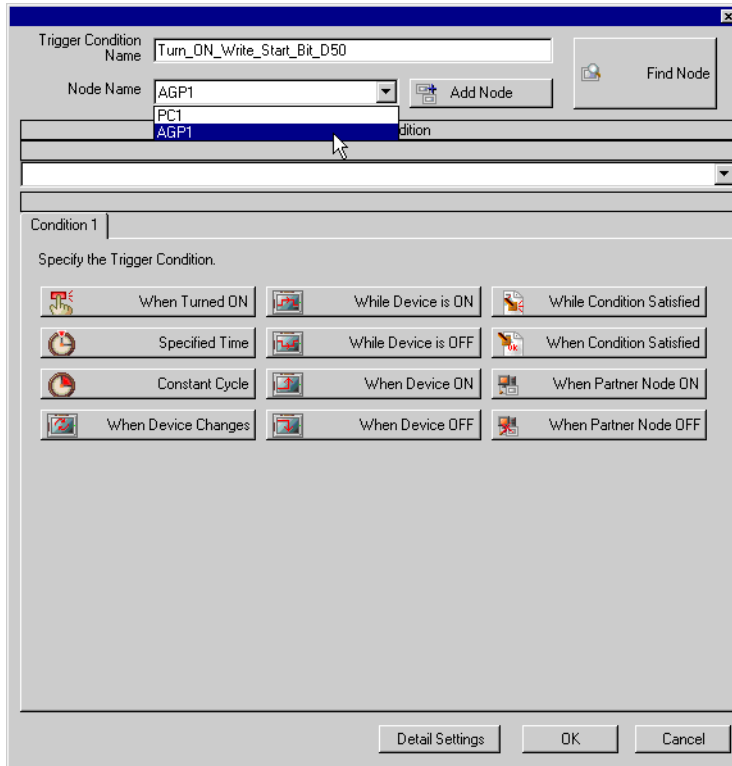 Trigger Condition
Name
Turn_ON_Write_Start_Bit_D50
Find Node
Node Name
AGP1
Add Node
PC1
AGP1
dition
Condition 1
Specify the Trigger Condition.
When Turned ON
While Device is ON
While Condition Satisfied
Specified Time
While Device is OFF
When Condition Satisfied
Constant Cycle
When Device ON
When Partner Node ON
When Device Changes
When Device OFF
When Partner Node OFF
Detail Settings
OK
Cancel